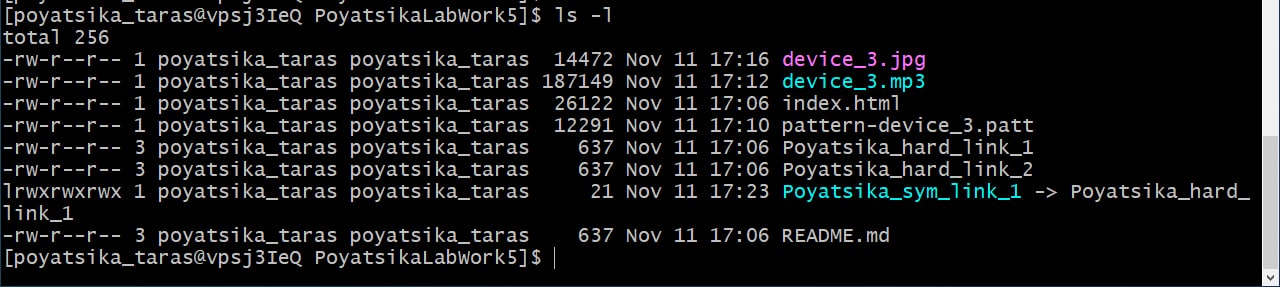 [poyatsika_taras@vpsj3IeQ PoyatsikaLabWork5]$ ls -l
total 256
-rw-r--r-- 1 poyatsika_taras poyatsika_taras  14472 Nov 11 17:16 device_3.jpg
-rw-r--r-- 1 poyatsika_taras poyatsika_taras 187149 Nov 11 17:12 device_3.mp3
-rw-r--r-- 1 poyatsika_taras poyatsika_taras  26122 Nov 11 17:06 index.html
-rw-r--r-- 1 poyatsika_taras poyatsika_taras  12291 Nov 11 17:10 pattern-device_3.patt
-rw-r--r-- 3 poyatsika_taras poyatsika_taras    637 Nov 11 17:06 Poyatsika_hard_link_1
-rw-r--r-- 3 poyatsika_taras poyatsika_taras    637 Nov 11 17:06 Poyatsika_hard_link_2
lrwxrwxrwx 1 poyatsika_taras poyatsika_taras     21 Nov 11 17:23 Poyatsika_sym_link_1 -> Poyatsika_hard_
link_1
-rw-r--r-- 3 poyatsika_taras poyatsika_taras    637 Nov 11 17:06 README.md
[poyatsika_taras@vpsj3IeQ PoyatsikaLabWork5]$